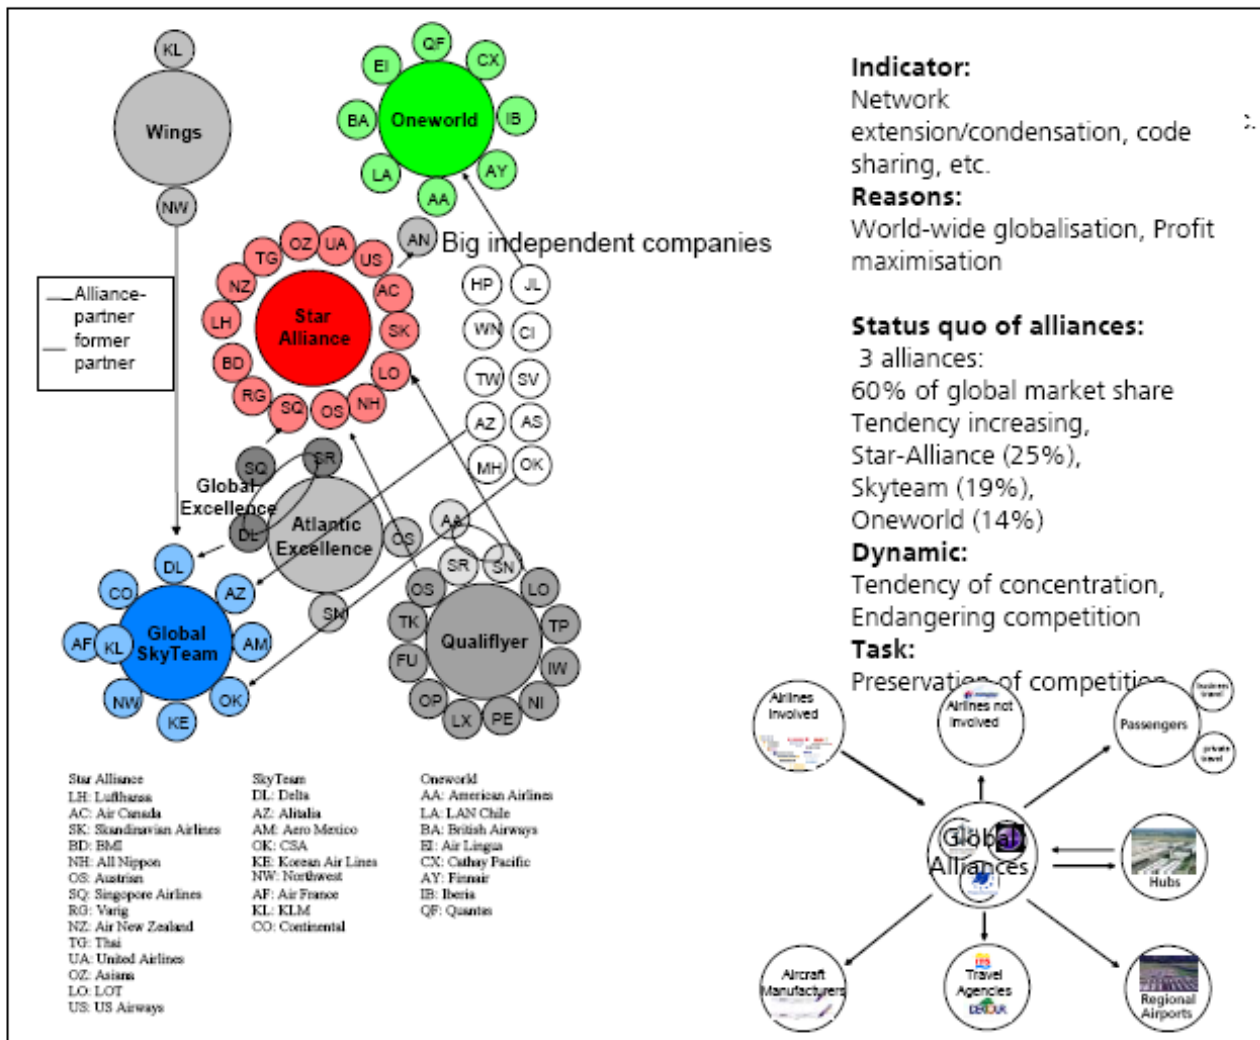 KL
Wings
NW
QF
EI
CX
BA
Oneworld
IB
LA
AY
AA
AN
Big independent companies
OZ
UA
TG
US
NZ
AC
LH
Star
Alliance
SK
BD
LO
RG
SQ
OS
NH
Alliance-
partner
former
partner
HP
JL
WN
CI
TW
SV
AZ
AS
MH
OK
SQ
SR
Global
Excellence
DL
Atlantic
Excellence
OS
SN
AA
SR
SN
DL
CO
AZ
AF
KL
Global
SkyTeam
AM
NW
OK
KE
OS
LO
TK
TP
Qualiflyer
FU
IW
OP
NI
LX
PE
Indicator:
Network
extension/condensation, code
sharing, etc.
Reasons:
World-wide globalisation, Profit
maximisation
Status quo of alliances:
3 alliances:
60% of global market share
Tendency increasing,
Star-Alliance (25%),
Skyteam (19%),
Oneworld (14%)
Dynamic:
Tendency of concentration,
Endangering competition
Task:
Preservation of competition
Airlines
Involved
Airlines not
Involved
Passengers
business
travel
private
travel
Global
Alliances
Hubs
Aircraft
Manufacturers
Travel
Agencies
DERTOUR
Regional
Airports
Star Alliance
LH: Lufthansa
AC: Air Canada
SK: Skandinavian Airlines
BD: BMI
NH: All Nippon
OS: Austrian
SQ: Singopore Airlines
RG: Varig
NZ: Air New Zealand
TG: Thai
UA: United Airlines
OZ: Asiana
LO: LOT
US: US Airways
SkyTeam
DL: Delta
AZ: Alitalia
AM: Aero Mexico
OK: CSA
KE: Korean Air Lines
NW: Northwest
AF: Air France
KL: KLM
CO: Continental
Oneworld
AA: American Airlines
LA: LAN Chile
BA: British Airways
EI: Air Lingua
CX: Cathay Pacific
AY: Finnair
IB: Iberia
QF: Quantas